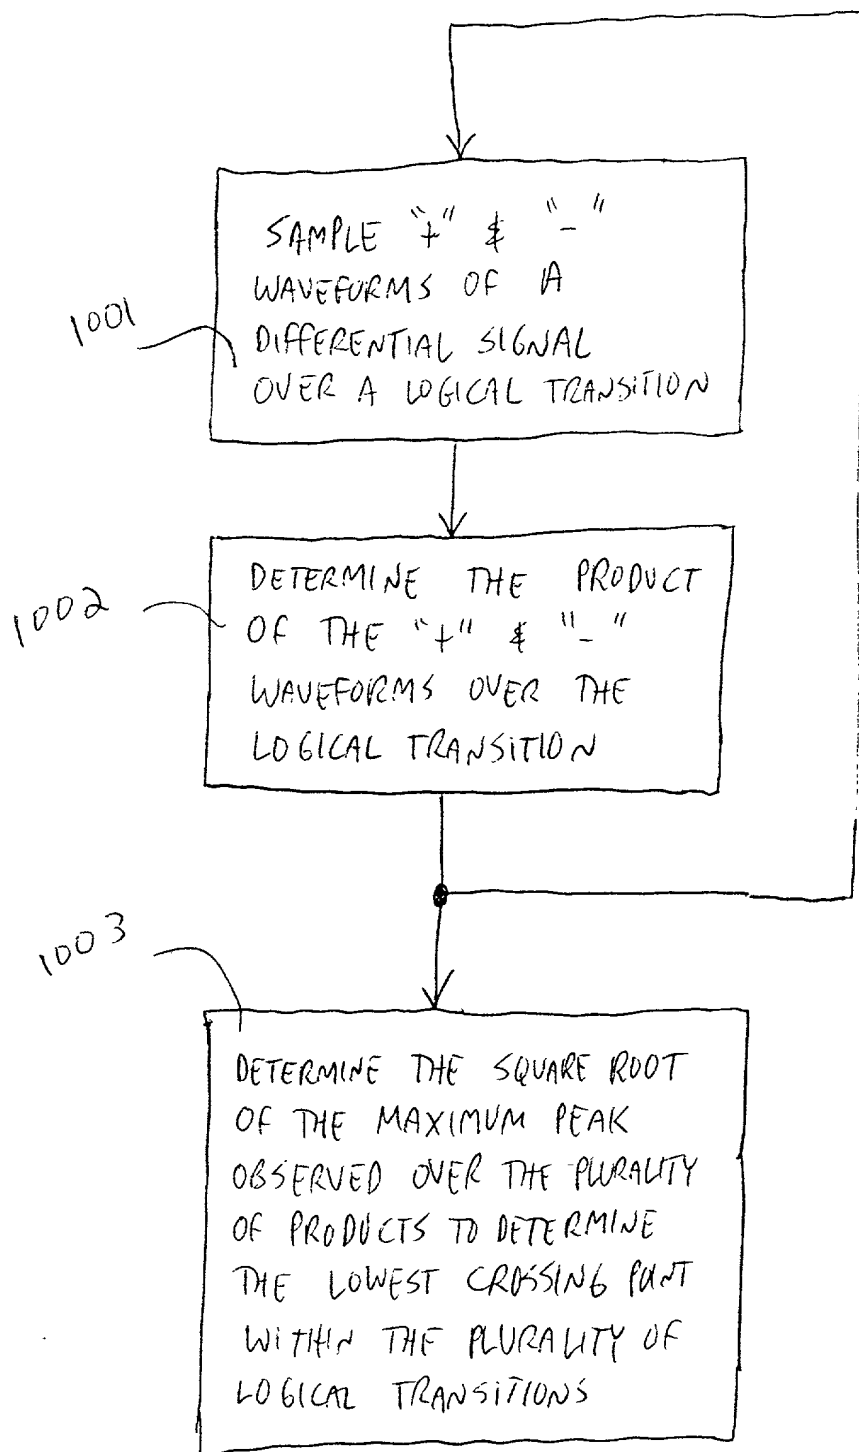 SAMPLE "+" & "-"
WAVEFORMS OF A
DIFFERENTIAL SIGNAL
OVER A LOGICAL TRANSITION
1001
DETERMINE THE PRODUCT
OF THE "+" & "-"
WAVEFORMS OVER THE
LOGICAL TRANSITION
1002
1003
DETERMINE THE SQUARE ROOT
OF THE MAXIMUM PEAK
OBSERVED OVER THE PLURALITY
OF PRODUCTS TO DETERMINE
THE LOWEST CROSSING POINT
WITHIN THE PLURALITY OF
LOGICAL TRANSITIONS